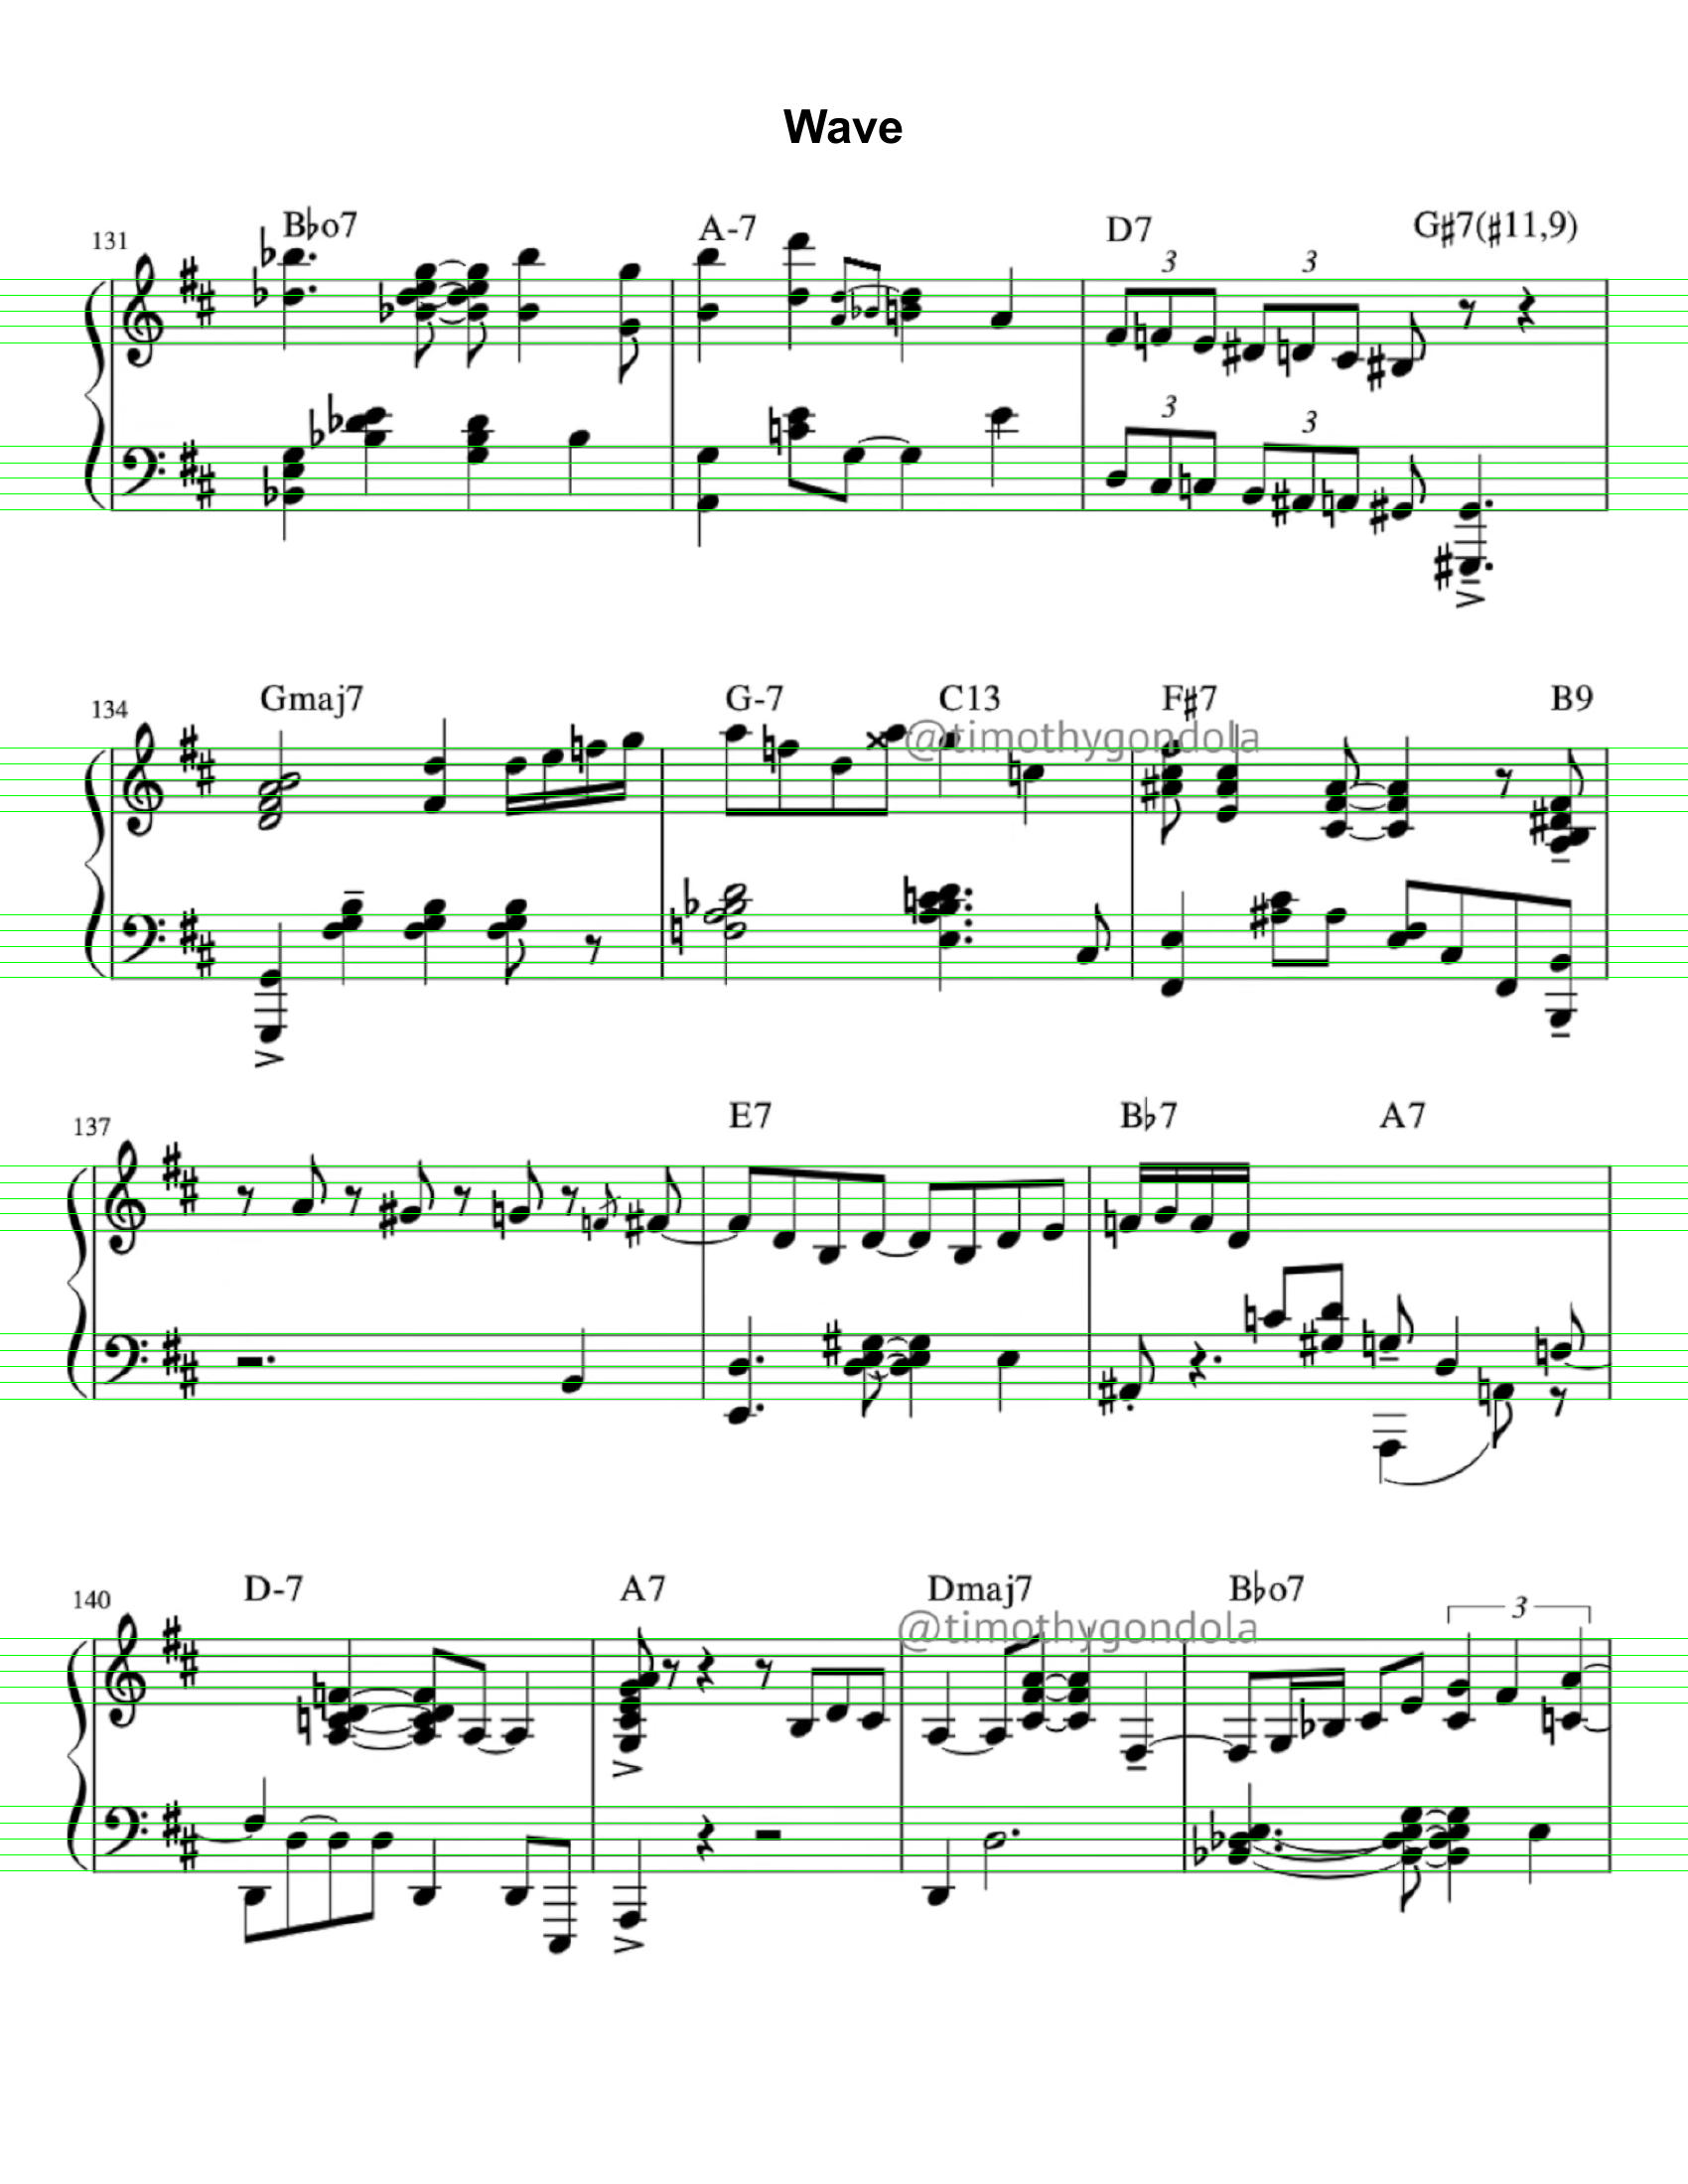 Wave
131 B♭o7 A-7 D7 G#7(#11,9)
3 3
3 3
134 Gmaj7 G-7 C13 F#7 B9
@timothygondola
137 E7 B♭7 A7
140 D-7 A7 Dmaj7 B♭o7
@timothygondola 3